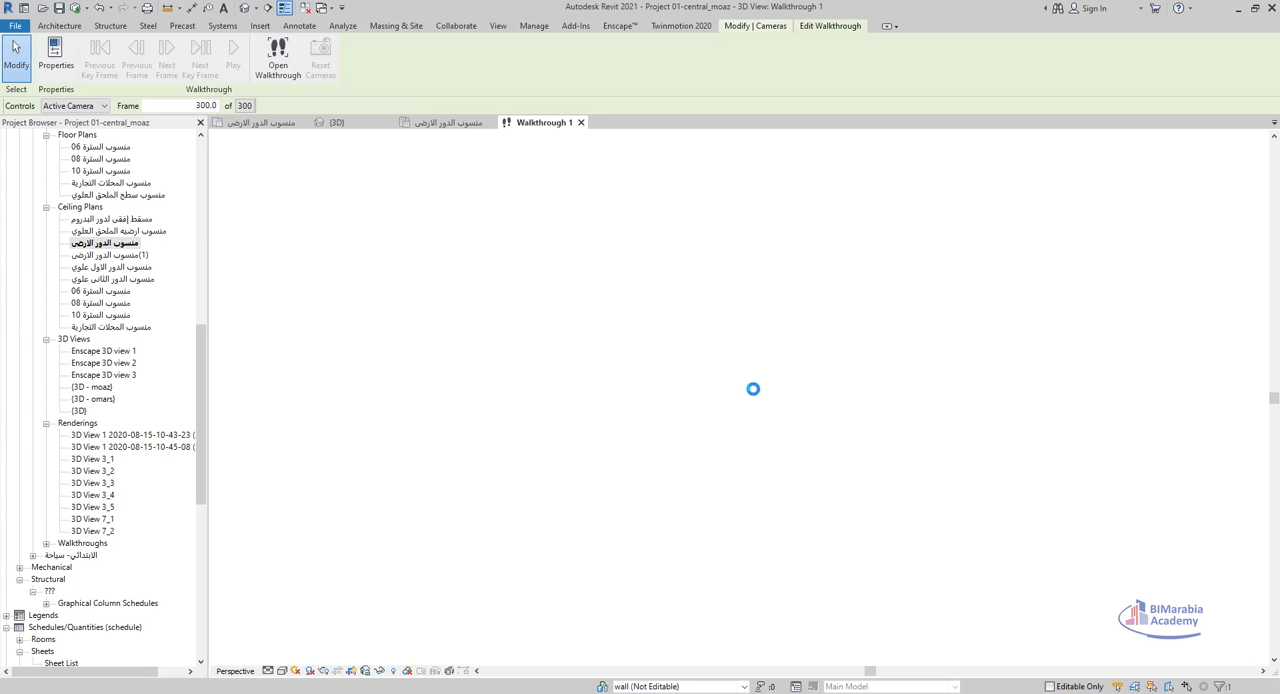 Autodesk Revit 2021 - Project 01-central_moaz - 3D View: Walkthrough 1
Sign In
File Architecture Structure Steel Precast Systems Insert Annotate Analyze Massing & Site Collaborate View Manage Add-Ins Enscape™ Twinmotion 2020 Modify | Cameras Edit Walkthrough
Modify
Properties
Previous Key Frame
Previous Frame
Next Frame
Next Key Frame
Play
Open Walkthrough
Reset Cameras
Select Properties Walkthrough
Controls Active Camera Frame 300.0 of 300
Project Browser - Project 01-central_moaz
منسوب الدور الارضى
{3D}
منسوب الدور الارضى
Walkthrough 1
Floor Plans
منسوب السترة 06
منسوب السترة 08
منسوب السترة 10
منسوب المحلات التجارية
منسوب سطح الملحق العلوي
Ceiling Plans
مسقط إفقى لدور البدروم
منسوب ارضيه الملحق العلوي
منسوب الدور الارضى
منسوب الدور الارضى(1)
منسوب الدور الاول علوي
منسوب الدور الثانى علوي
منسوب السترة 06
منسوب السترة 08
منسوب السترة 10
منسوب المحلات التجارية
3D Views
Enscape 3D view 1
Enscape 3D view 2
Enscape 3D view 3
{3D - moaz}
{3D - omars}
{3D}
Renderings
3D View 1 2020-08-15-10-43-23 (
3D View 1 2020-08-15-10-45-08 (
3D View 3_1
3D View 3_2
3D View 3_3
3D View 3_4
3D View 3_5
3D View 7_1
3D View 7_2
Walkthroughs
الابتدائي- سياحة
Mechanical
Structural
???
Graphical Column Schedules
Legends
Schedules/Quantities (schedule)
Rooms
Sheets
Sheet List
BIMarabia
Academy
Perspective
wall (Not Editable) :0 Main Model Editable Only :1